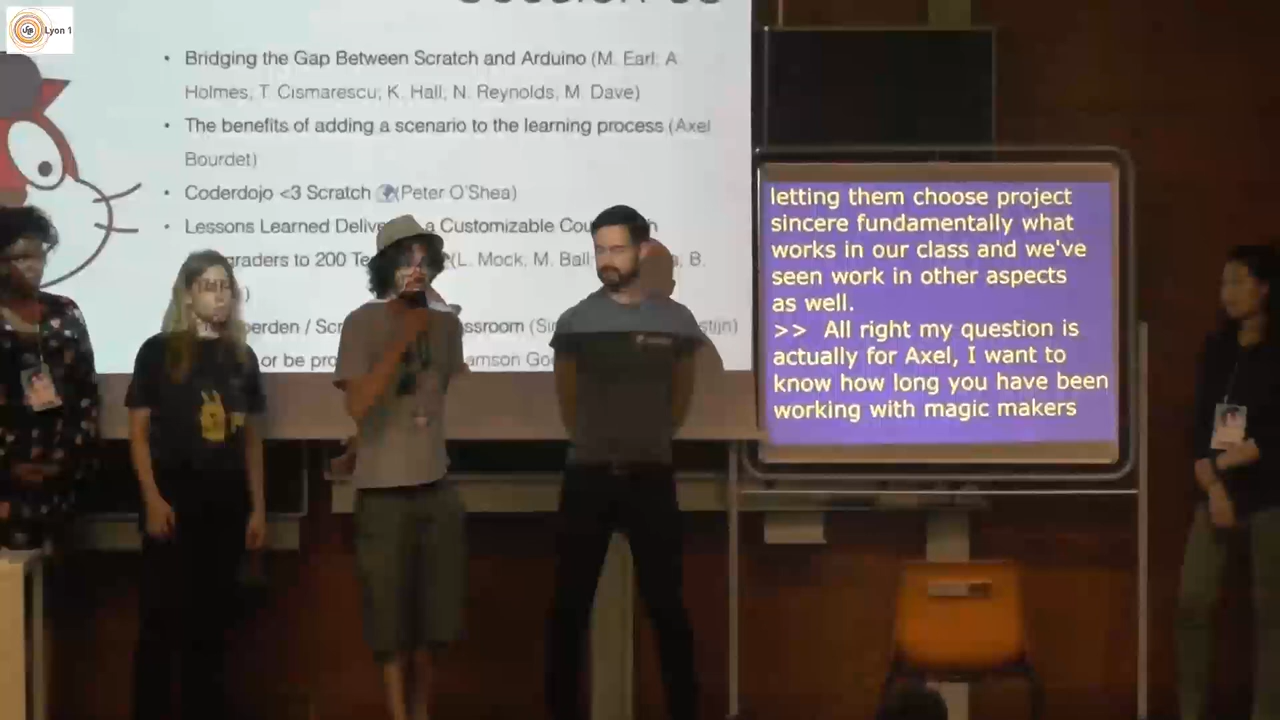 Lyon 1
Bridging the Gap Between Scratch and Arduino (M. Earl, A.
Holmes, T. Cismarescu, K. Hall, N. Reynolds, M. Dave)
The benefits of adding a scenario to the learning process (Axel
Bourdet)
Coderdojo <3 Scratch (Peter O'Shea)
Lessons Learned a Customizable
graders to 200 (L. Mock, M. B.
or be
letting them choose project
sincere fundamentally what
works in our class and we've
seen work in other aspects
as well.
>> All right my question is
actually for Axel, I want to
know how long you have been
working with magic makers